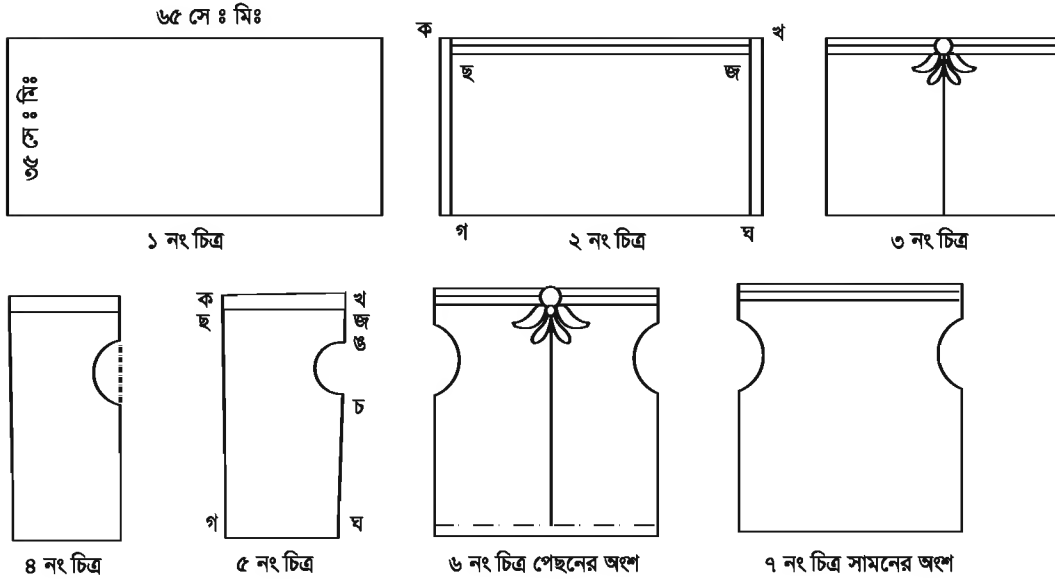 ৬৫ সে ঃ মিঃ
৩৫ সে ঃ মিঃ
১ নং চিত্র
ক
খ
ছ
জ
গ
ঘ
২ নং চিত্র
৩ নং চিত্র
৪ নং চিত্র
ক
খ
ছ
জ
ঙ
চ
গ
ঘ
৫ নং চিত্র
৬ নং চিত্র পেছনের অংশ
৭ নং চিত্র সামনের অংশ